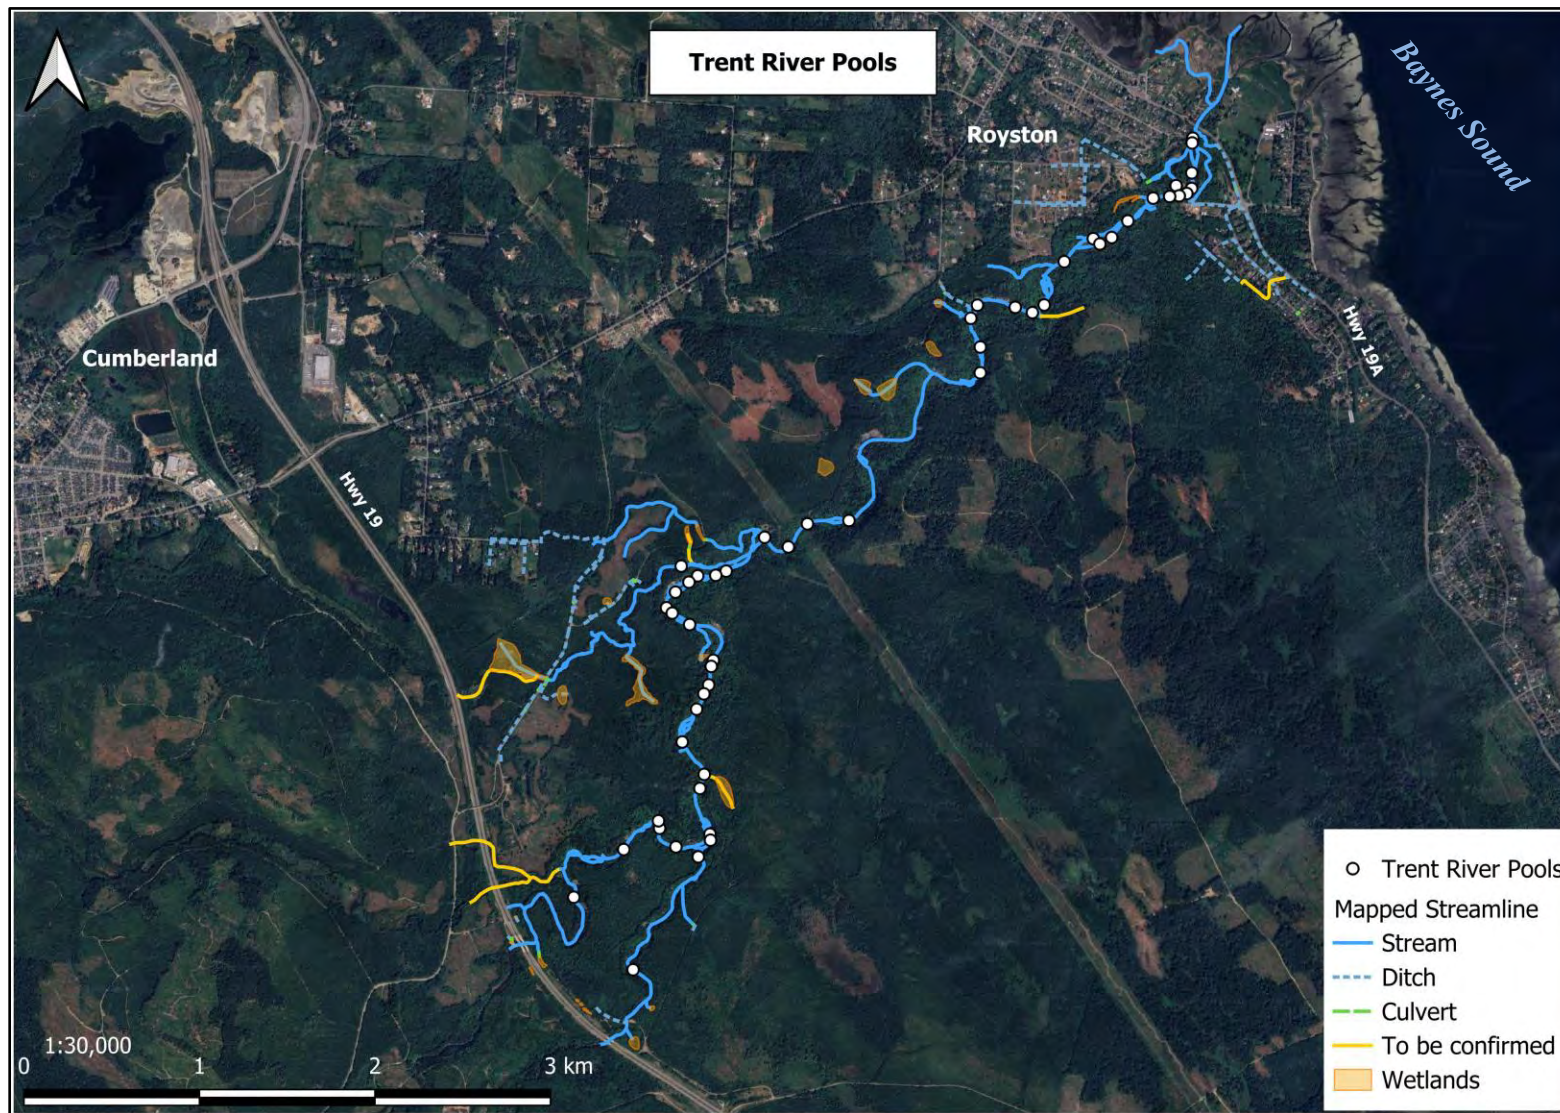 Trent River Pools
Baynes Sound
Royston
Cumberland
Hwy 19A
Hwy 19
Trent River Pools
Mapped Streamline
Stream
Ditch
Culvert
To be confirmed
Wetlands
1:30,000
0 1 2 3 km